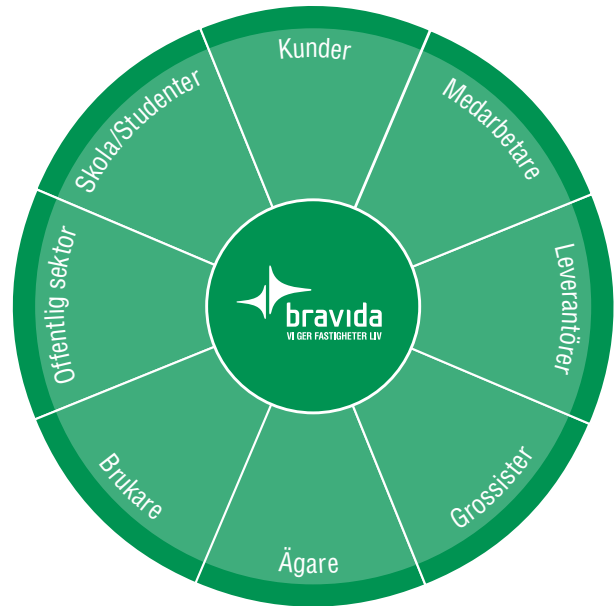 Kunder
Medarbetare
Leverantörer
Grossister
Ägare
Brukare
Offentlig sektor
Skola/Studenter
bravida
VI GER FASTIGHETER LIV